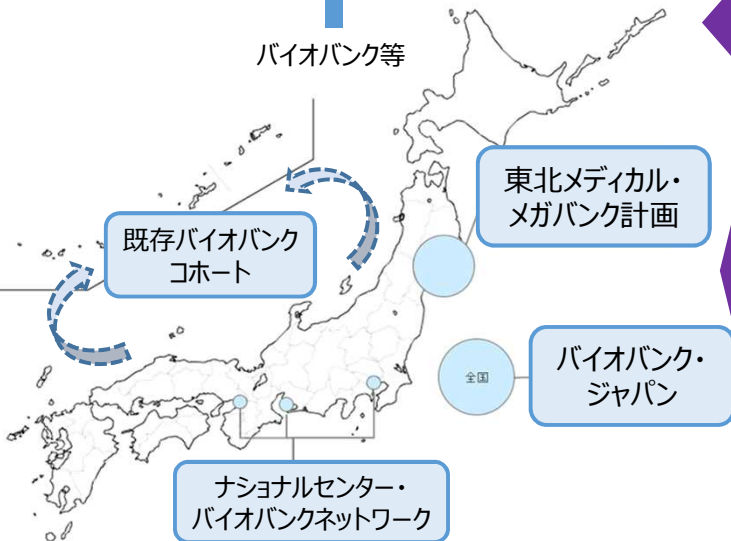 バイオバンク等
東北メディカル・
メガバンク計画
既存バイオバンク
コホート
バイオバンク・
ジャパン
全国
ナショナルセンター・
バイオバンクネットワーク